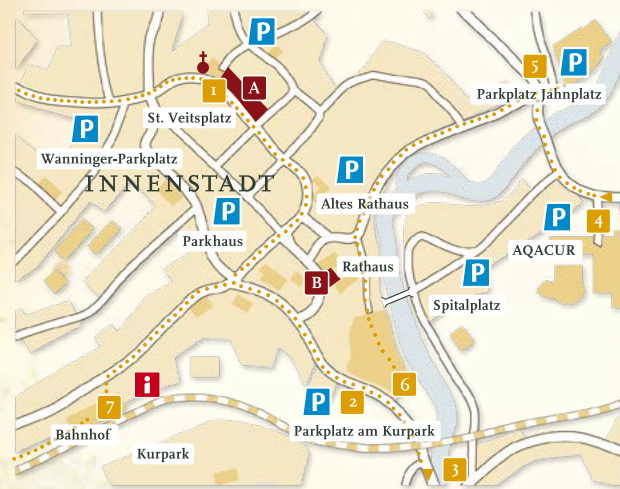 P
5
P
1
A
Parkplatz Jahnplatz
St. Veitsplatz
P
Wanninger-Parkplatz
P
INNENSTADT
Altes Rathaus
P
P
4
Parkhaus
AQACUR
Rathaus
P
B
Spitalplatz
i
6
7
P
2
Bahnhof
Parkplatz am Kurpark
Kurpark
3